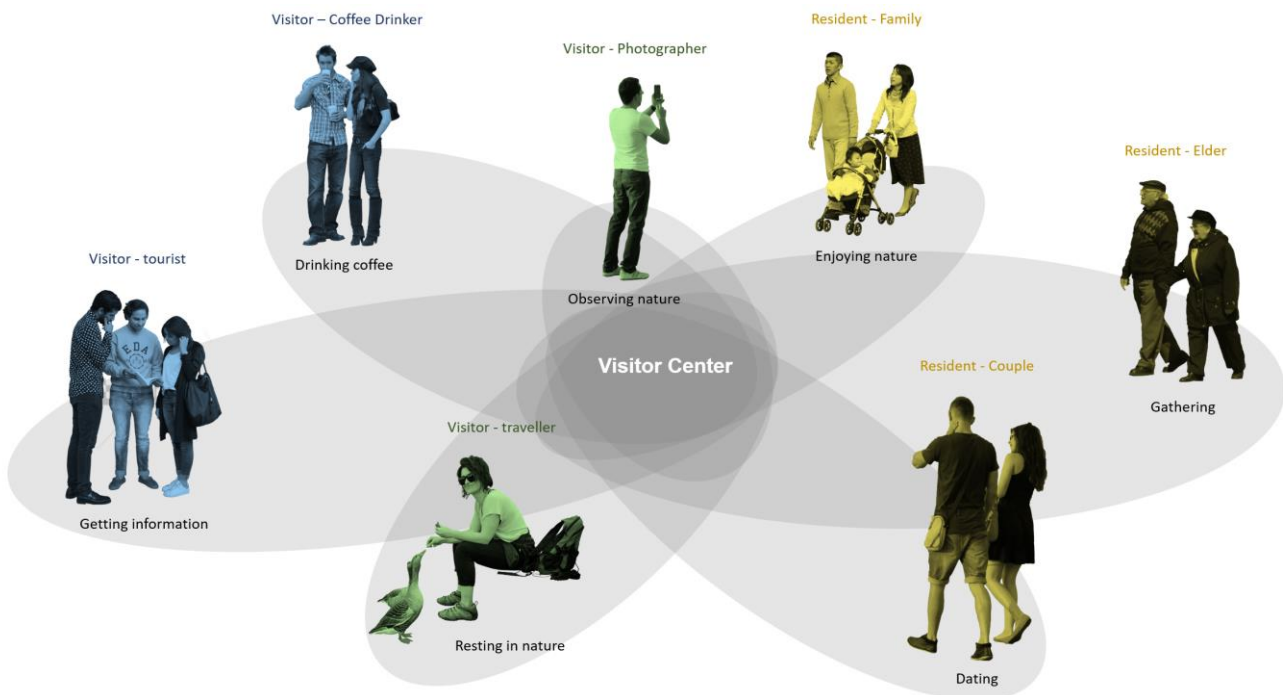 Visitor – Coffee Drinker
Resident - Family
Visitor - Photographer
Resident - Elder
Visitor - tourist
Drinking coffee
Enjoying nature
Observing nature
Visitor Center
EDA
Resident - Couple
Gathering
Visitor - traveller
Getting information
Resting in nature
Dating